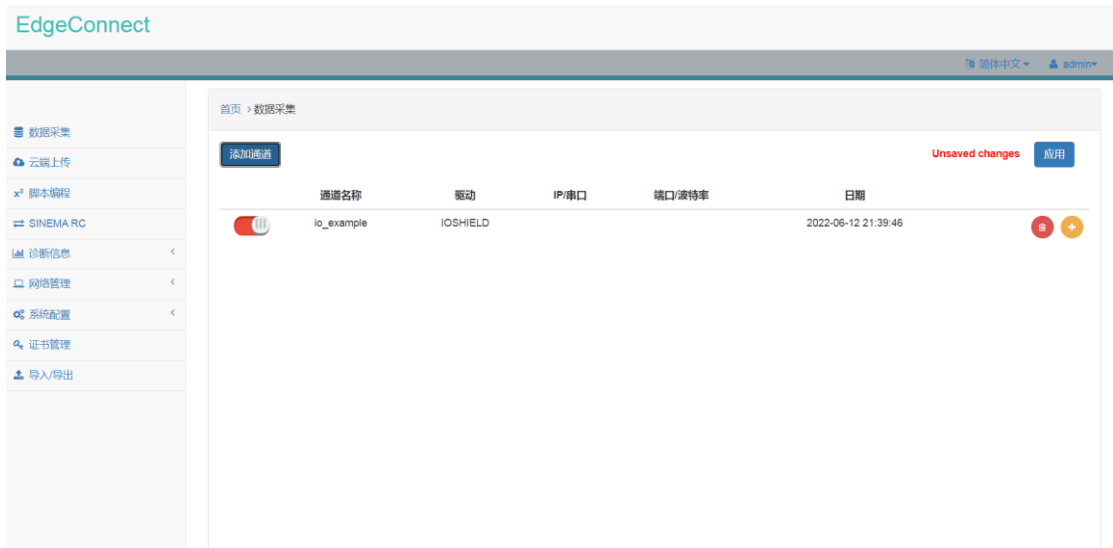 EdgeConnect
简体中文 admin
首页 > 数据采集
数据采集
云端上传
x² 脚本编程
SINEMA RC
诊断信息
网络管理
系统配置
证书管理
导入/导出
添加通道
Unsaved changes 应用
通道名称 驱动 IP/串口 端口/波特率 日期
io_example IOSHIELD 2022-06-12 21:39:46